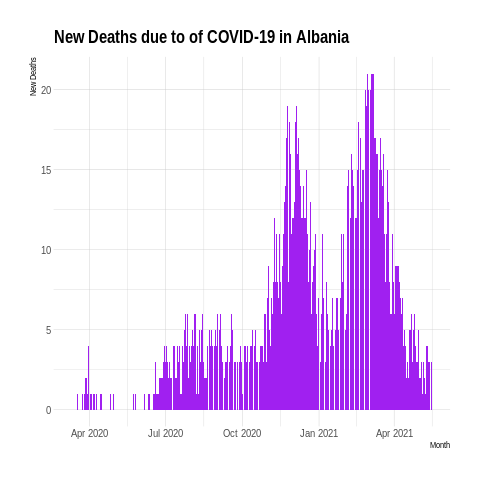 New Deaths due to of COVID-19 in Albania
New Deaths
20
15
10
5
0
Apr 2020 Jul 2020 Oct 2020 Jan 2021 Apr 2021
Month